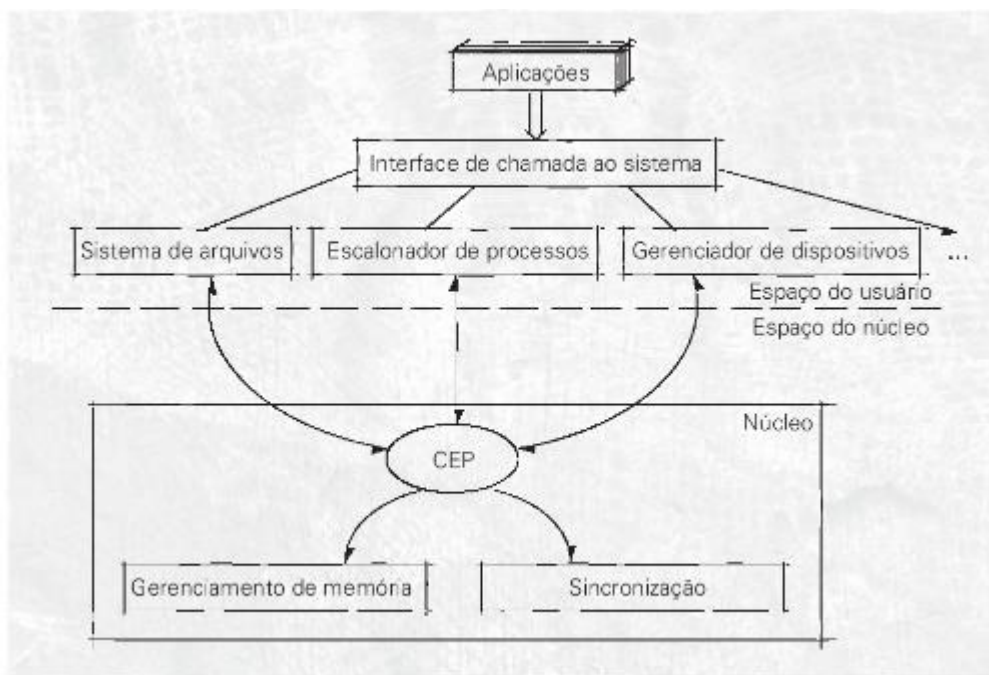 Aplicações
Interface de chamada ao sistema
Sistema de arquivos
Escalonador de processos
Gerenciador de dispositivos
...
Espaço do usuário
Espaço do núcleo
Núcleo
CEP
Gerenciamento de memória
Sincronização